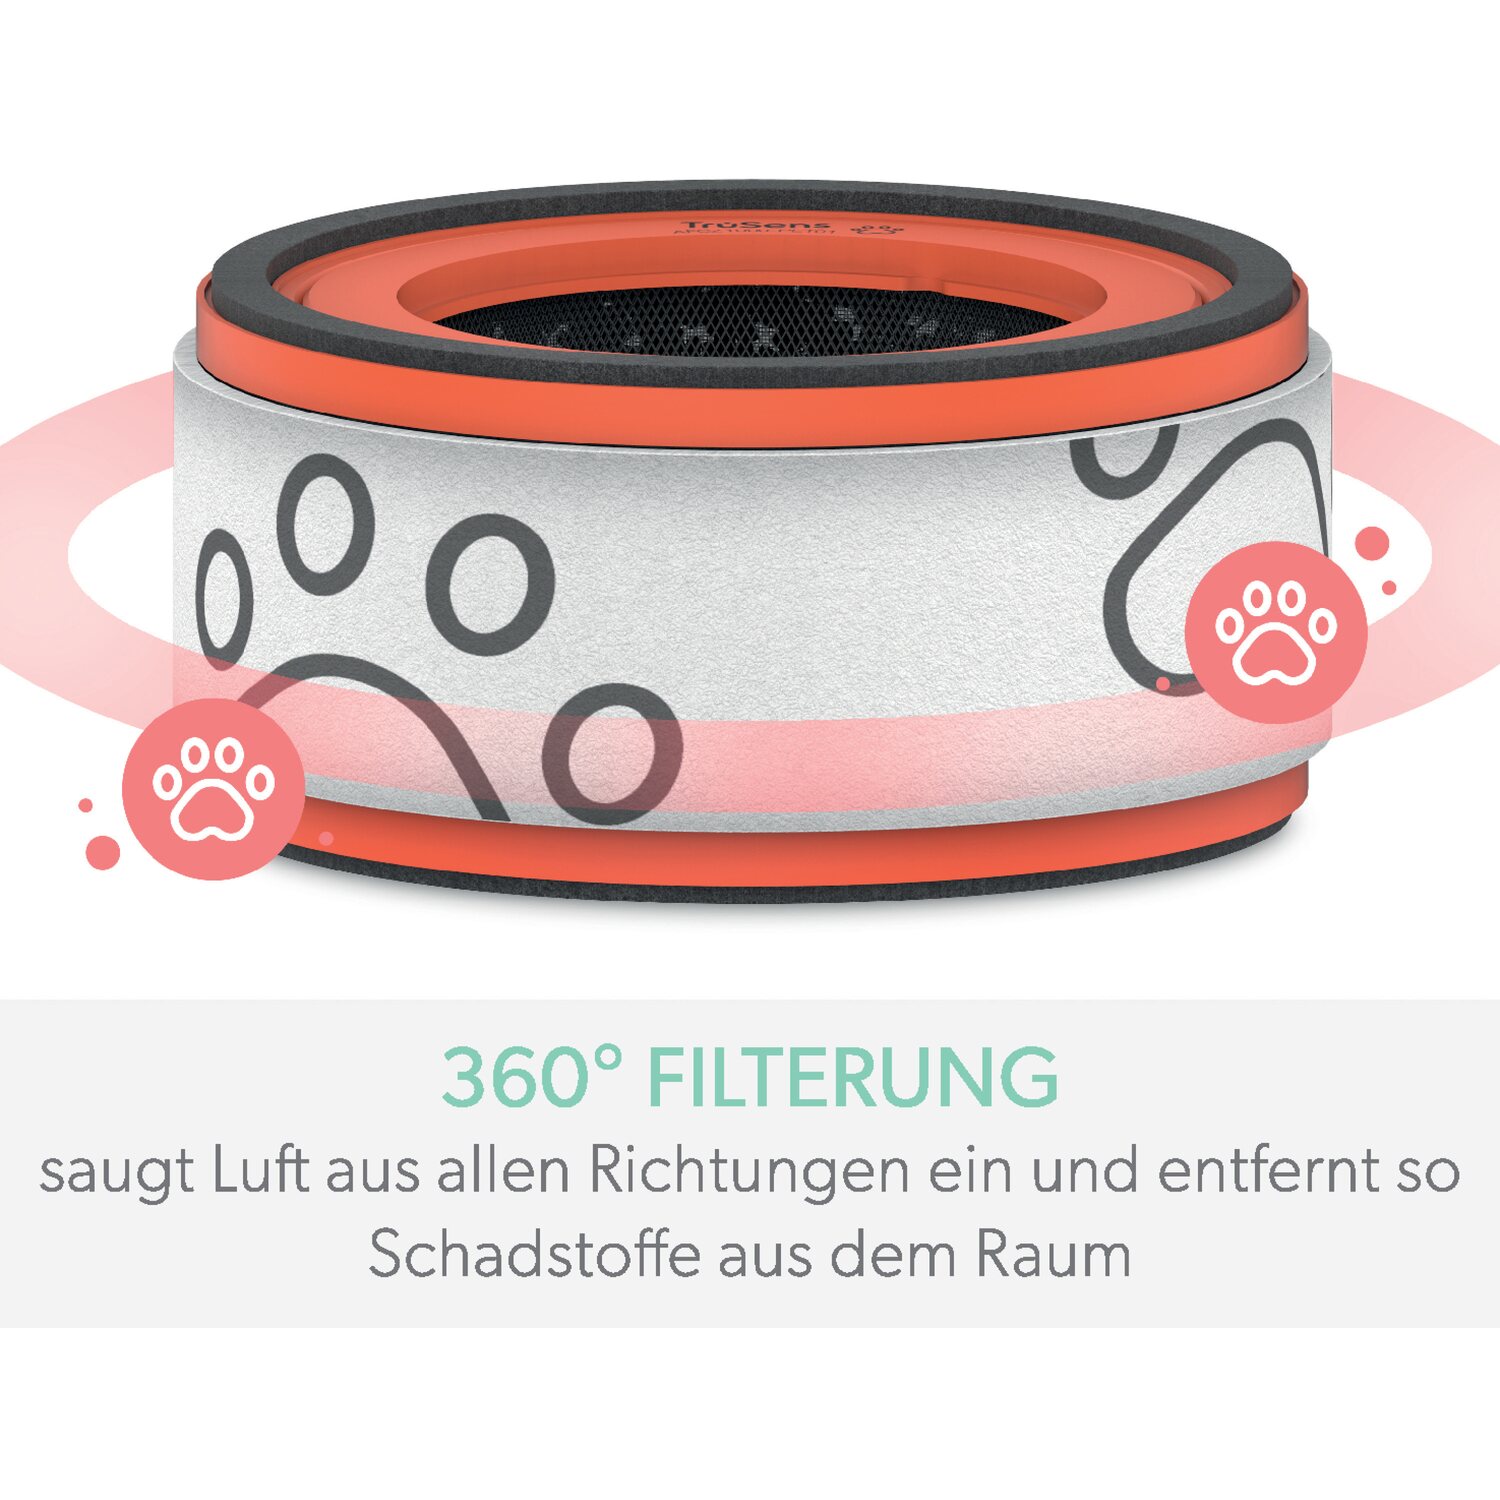 TruSens
360° FILTERUNG
saugt Luft aus allen Richtungen ein und entfernt so
Schadstoffe aus dem Raum